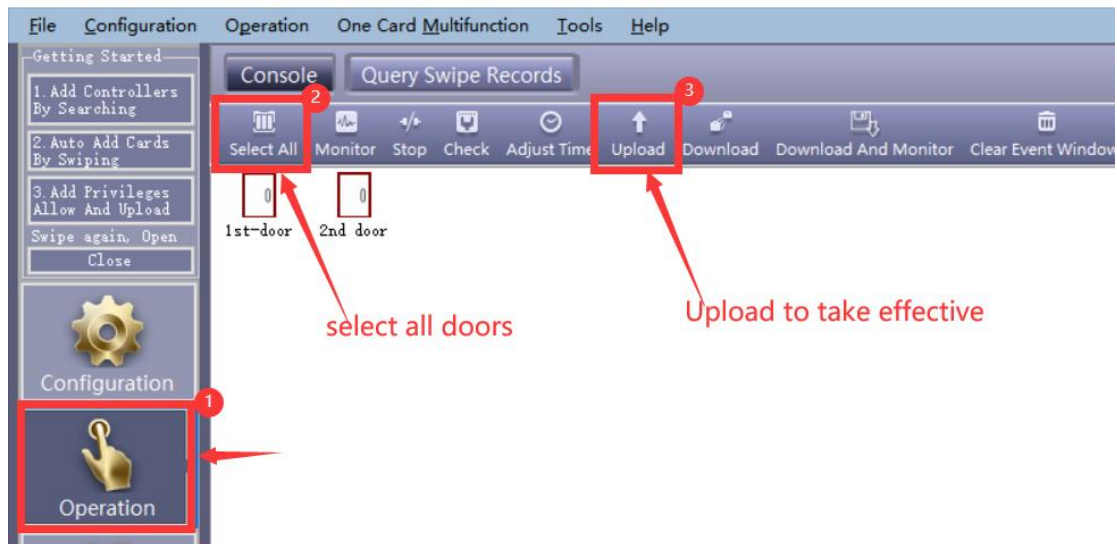 File Configuration Operation One Card Multifunction Tools Help
Getting Started
1. Add Controllers
By Searching
2. Auto Add Cards
By Swiping
3. Add Privileges
Allow And Upload
Swipe again, Open
Close
Configuration
1
Operation
Console Query Swipe Records
2
3
Select All Monitor Stop Check Adjust Time Upload Download Download And Monitor Clear Event Window
1st-door 2nd door
select all doors
Upload to take effective